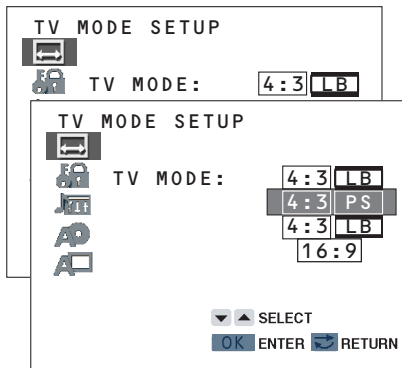 TV MODE SETUP
TV MODE: 4:3 LB
TV MODE SETUP
TV MODE: 4:3 LB
4:3 PS
4:3 LB
16:9
SELECT
OK ENTER RETURN